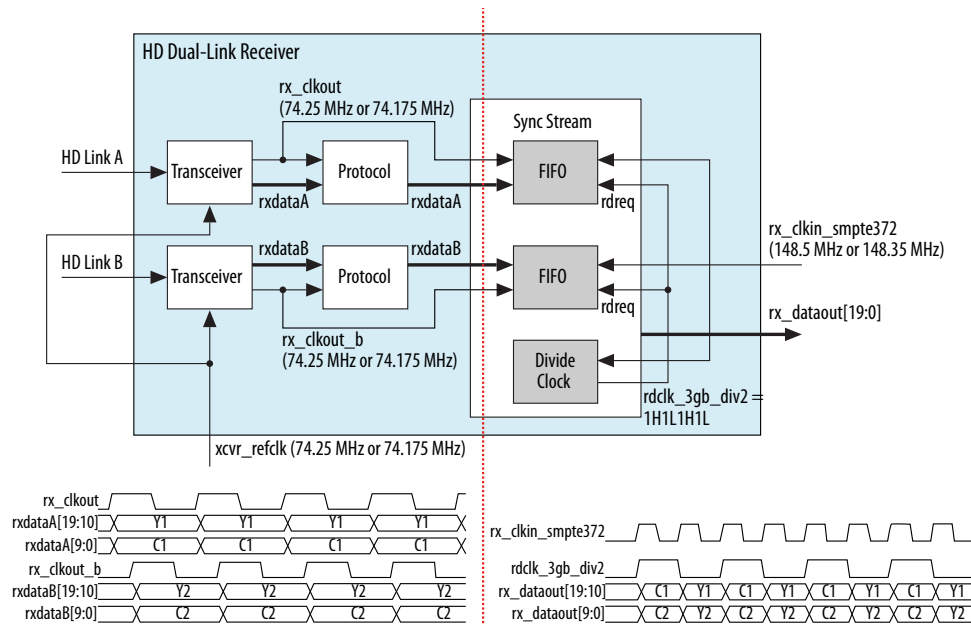 HD Dual-Link Receiver
rx_clkout
(74.25 MHz or 74.175 MHz)
Sync Stream
HD Link A
Transceiver
Protocol
FIFO
rxdataA
rxdataA
rdreq
rx_clkin_smpte372
(148.5 MHz or 148.35 MHz)
HD Link B
rxdataB
rxdataB
Transceiver
Protocol
FIFO
rdreq
rx_dataout[19:0]
rx_clkout_b
(74.25 MHz or 74.175 MHz)
Divide
Clock
rdclk_3gb_div2 =
1H1L1H1L
xcvr_refclk (74.25 MHz or 74.175 MHz)
rx_clkout
rxdataA[19:10] Y1 Y1 Y1 Y1
rxdataA[9:0] C1 C1 C1 C1
rx_clkout_b
rxdataB[19:10] Y2 Y2 Y2 Y2
rxdataB[9:0] C2 C2 C2 C2
rx_clkin_smpte372
rdclk_3gb_div2
rx_dataout[19:10] C1 Y1 C1 Y1 C1 Y1 C1 Y1
rx_dataout[9:0] C2 Y2 C2 Y2 C2 Y2 C2 Y2